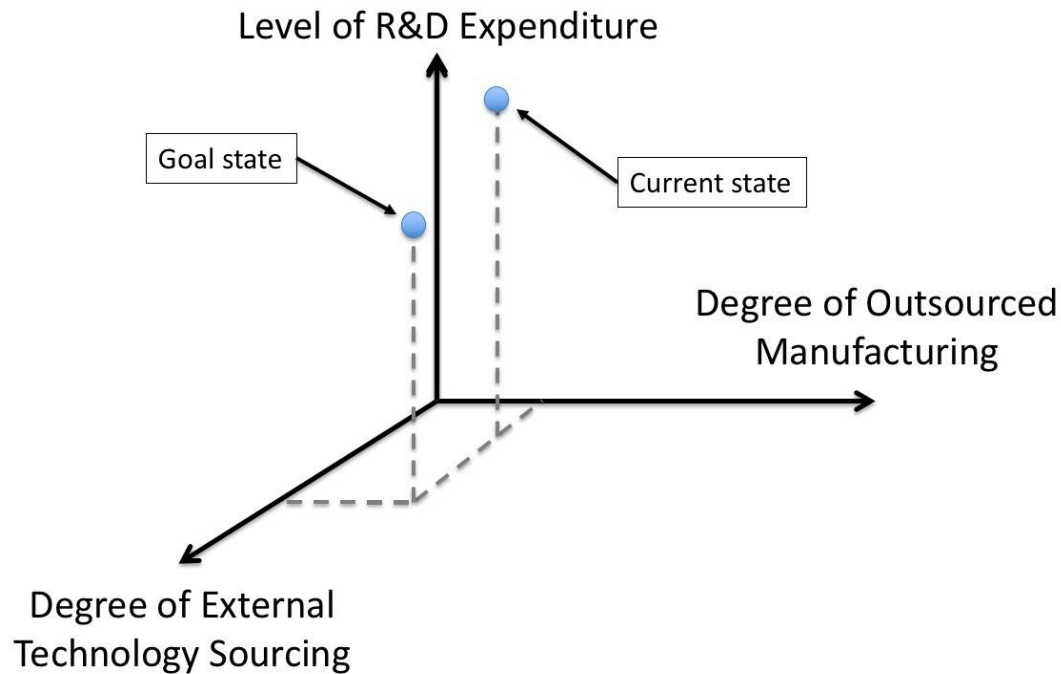 Level of R&D Expenditure
Goal state
Current state
Degree of Outsourced
Manufacturing
Degree of External
Technology Sourcing